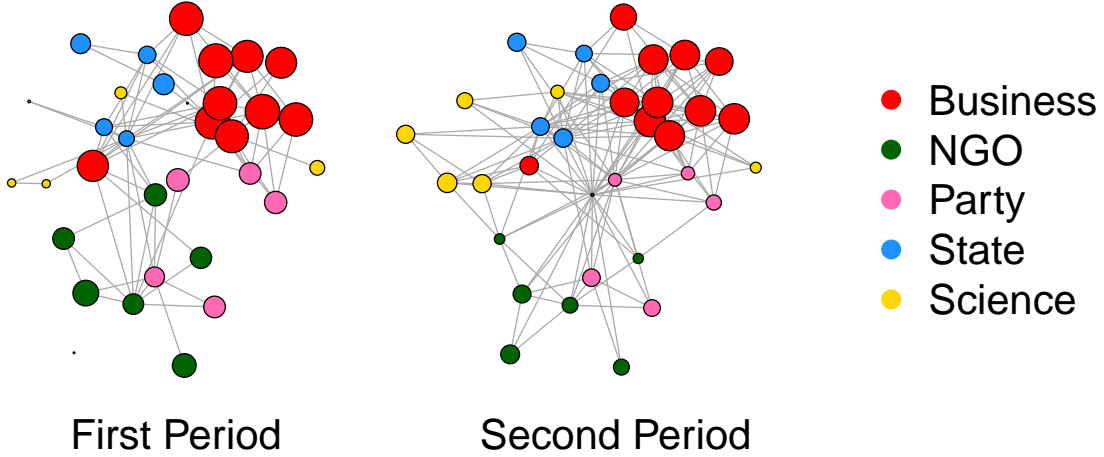 Business
NGO
Party
State
Science
First Period
Second Period